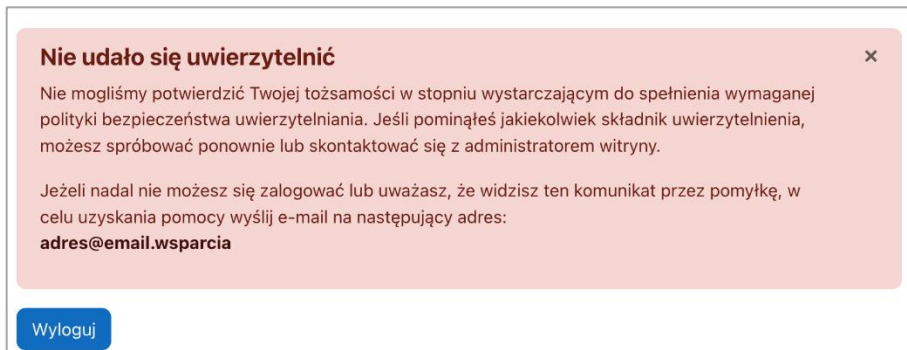 Nie udało się uwierzytelnić
Nie mogliśmy potwierdzić Twojej tożsamości w stopniu wystarczającym do spełnienia wymaganej
polityki bezpieczeństwa uwierzytelniania. Jeśli pominąłeś jakiekolwiek składnik uwierzytelnienia,
możesz spróbować ponownie lub skontaktować się z administratorem witryny.
Jeżeli nadal nie możesz się zalogować lub uważasz, że widzisz ten komunikat przez pomyłkę, w
celu uzyskania pomocy wyślij e-mail na następujący adres:
adres@email.wsparcia
Wyloguj